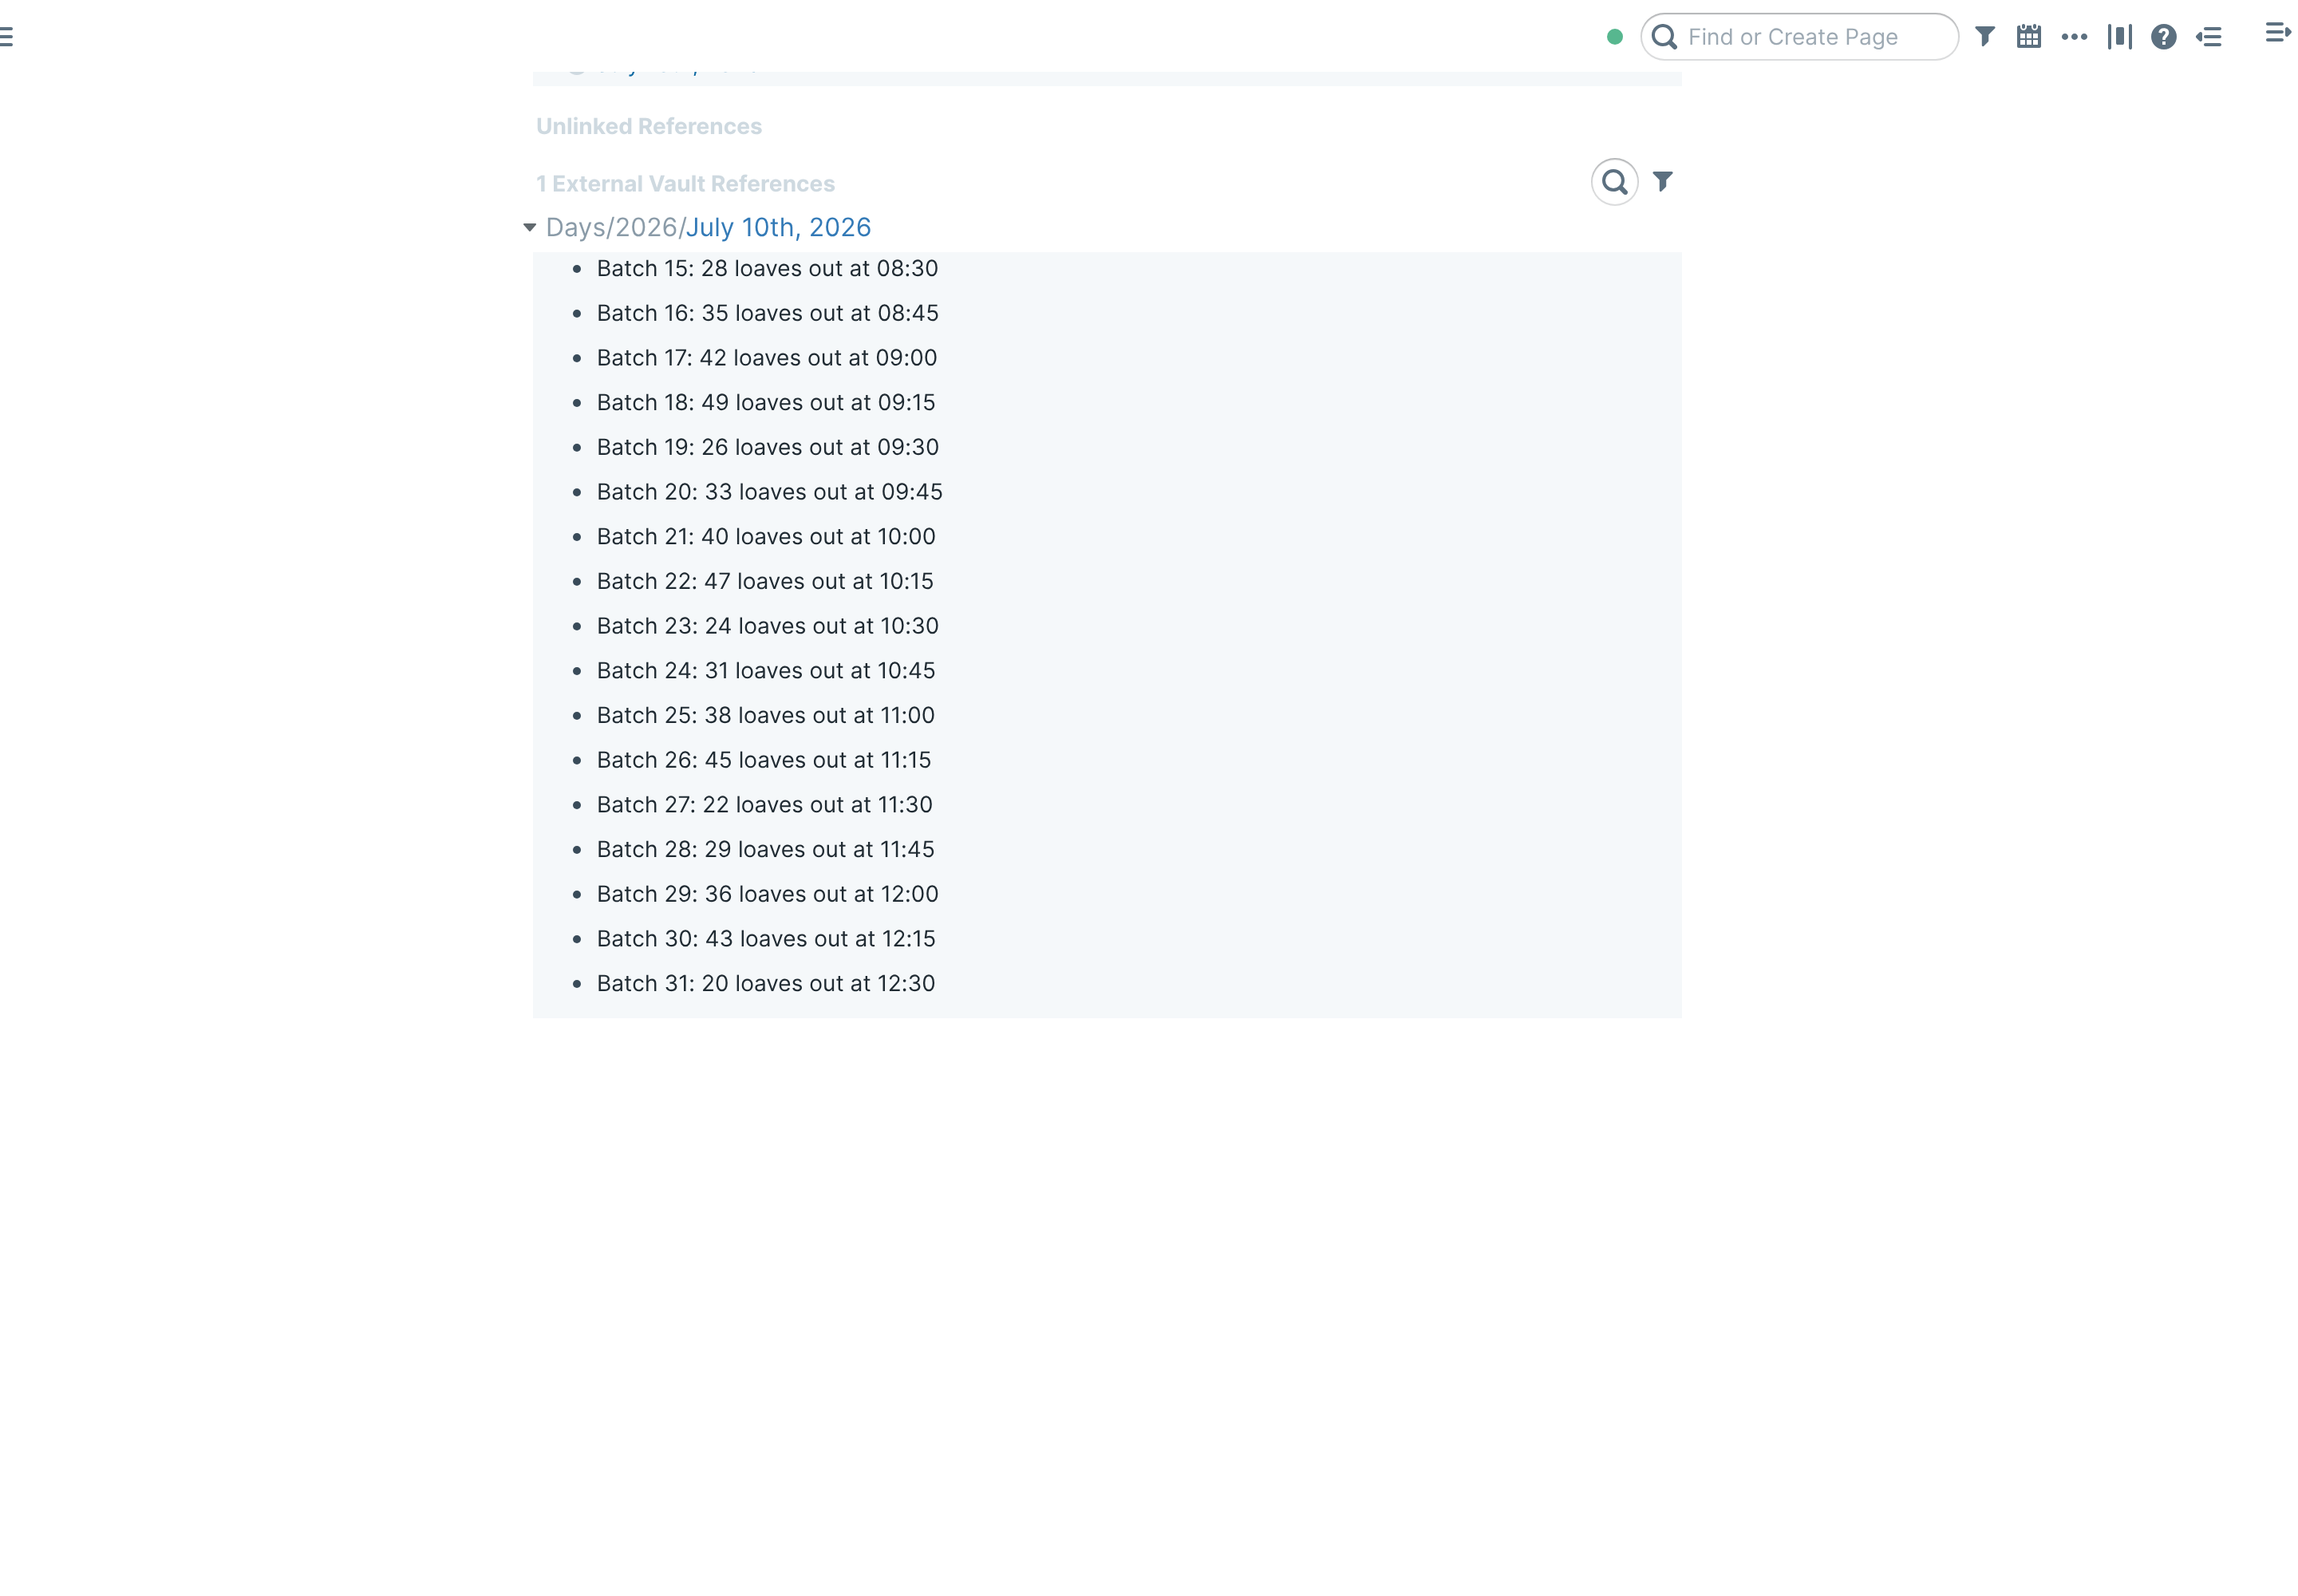 Find or Create Page
Unlinked References
1 External Vault References
Days/2026/July 10th, 2026
Batch 15: 28 loaves out at 08:30
Batch 16: 35 loaves out at 08:45
Batch 17: 42 loaves out at 09:00
Batch 18: 49 loaves out at 09:15
Batch 19: 26 loaves out at 09:30
Batch 20: 33 loaves out at 09:45
Batch 21: 40 loaves out at 10:00
Batch 22: 47 loaves out at 10:15
Batch 23: 24 loaves out at 10:30
Batch 24: 31 loaves out at 10:45
Batch 25: 38 loaves out at 11:00
Batch 26: 45 loaves out at 11:15
Batch 27: 22 loaves out at 11:30
Batch 28: 29 loaves out at 11:45
Batch 29: 36 loaves out at 12:00
Batch 30: 43 loaves out at 12:15
Batch 31: 20 loaves out at 12:30